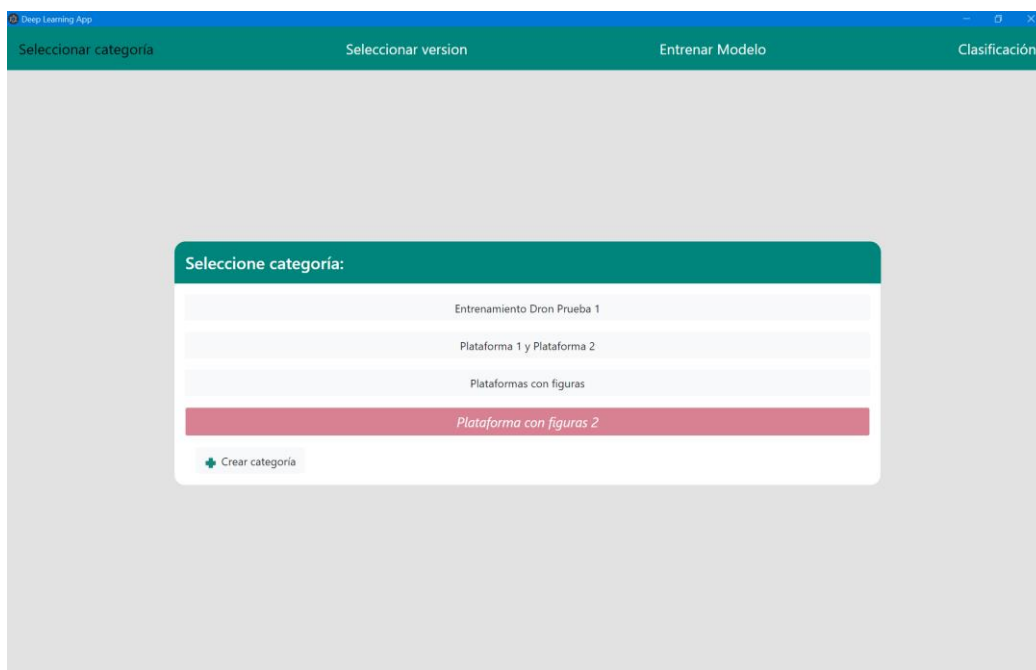 Deep Learning App
Seleccionar categoría Seleccionar version Entrenar Modelo Clasificación
Seleccione categoría:
Entrenamiento Dron Prueba 1
Plataforma 1 y Plataforma 2
Plataformas con figuras
Plataforma con figuras 2
Crear categoría